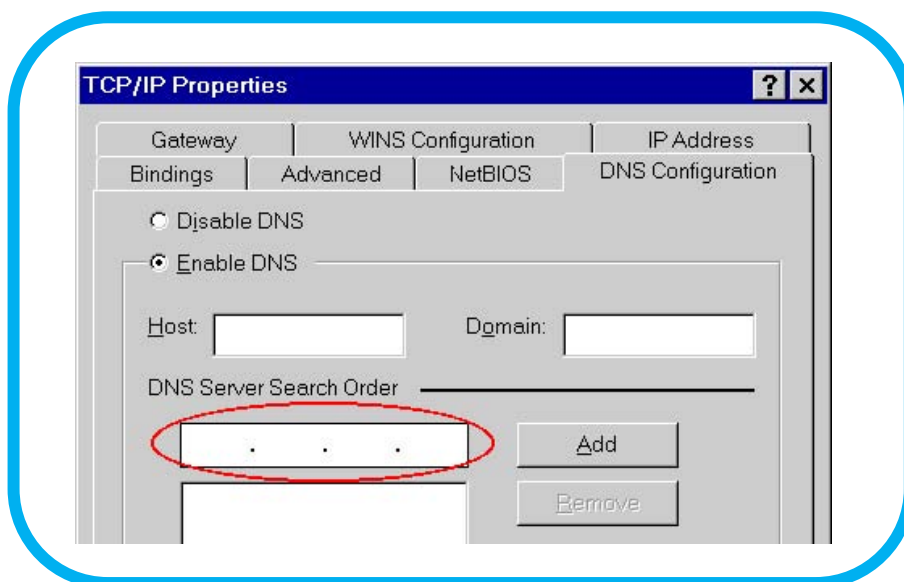 TCP/IP Properties
Gateway WINS Configuration IP Address
Bindings Advanced NetBIOS DNS Configuration
Disable DNS
Enable DNS
Host: Domain:
DNS Server Search Order
. . .
Add
Remove